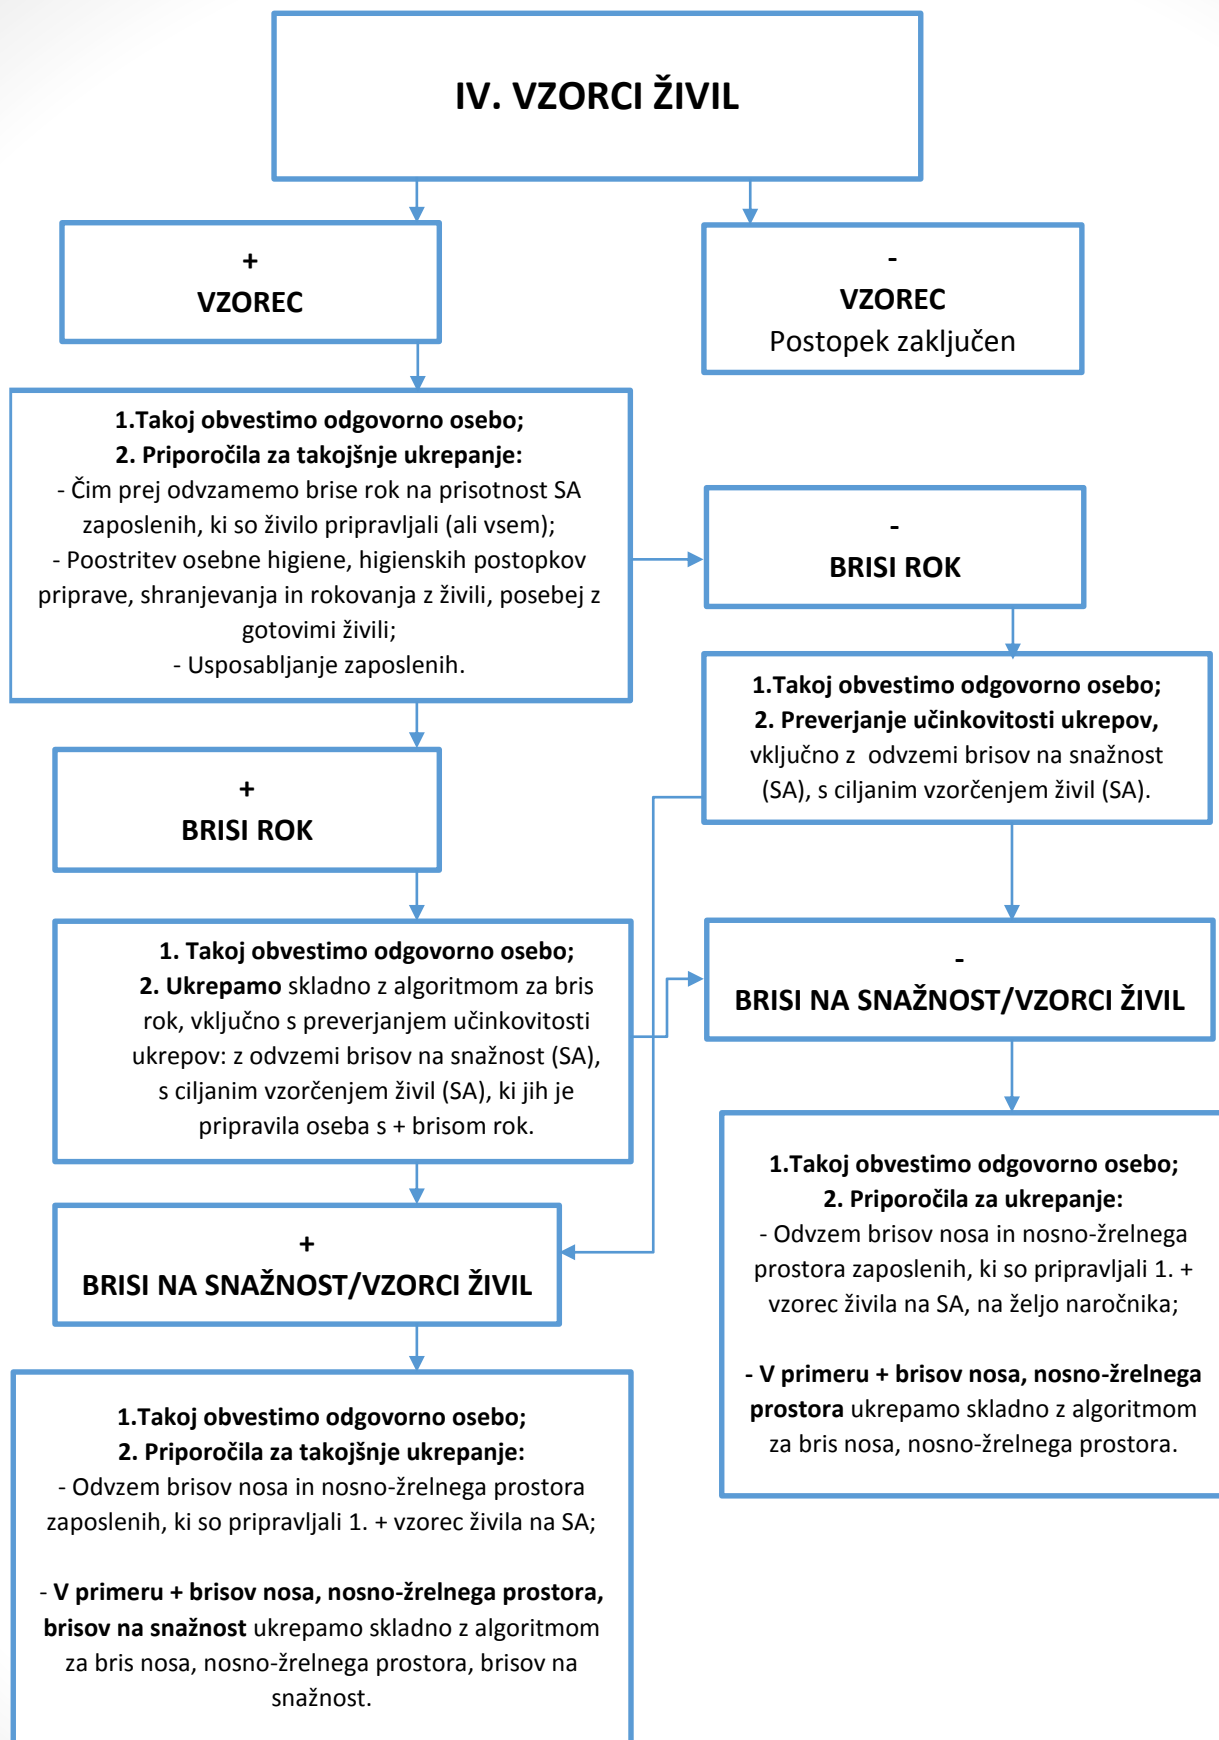 IV. VZORCI ŽIVIL
+
VZOREC
-
VZOREC
Postopek zaključen
1.Takoj obvestimo odgovorno osebo;
2. Priporočila za takojšnje ukrepanje:
- Čim prej odvzamemo brise rok na prisotnost SA
zaposlenih, ki so živilo pripravljali (ali vsem);
- Poostritev osebne higiene, higienskih postopkov
priprave, shranjevanja in rokovanja z živili, posebej z
gotovimi živili;
- Usposabljanje zaposlenih.
-
BRISI ROK
1.Takoj obvestimo odgovorno osebo;
2. Preverjanje učinkovitosti ukrepov,
vključno z odvzemi brisov na snažnost
(SA), s ciljanim vzorčenjem živil (SA).
+
BRISI ROK
1. Takoj obvestimo odgovorno osebo;
2. Ukrepamo skladno z algoritmom za bris
rok, vključno s preverjanjem učinkovitosti
ukrepov: z odvzemi brisov na snažnost (SA),
s ciljanim vzorčenjem živil (SA), ki jih je
pripravila oseba s + brisom rok.
-
BRISI NA SNAŽNOST/VZORCI ŽIVIL
1.Takoj obvestimo odgovorno osebo;
2. Priporočila za ukrepanje:
- Odvzem brisov nosa in nosno-žrelnega
prostora zaposlenih, ki so pripravljali 1. +
vzorec živila na SA, na željo naročnika;
- V primeru + brisov nosa, nosno-žrelnega
prostora ukrepamo skladno z algoritmom
za bris nosa, nosno-žrelnega prostora.
+
BRISI NA SNAŽNOST/VZORCI ŽIVIL
1.Takoj obvestimo odgovorno osebo;
2. Priporočila za takojšnje ukrepanje:
- Odvzem brisov nosa in nosno-žrelnega prostora
zaposlenih, ki so pripravljali 1. + vzorec živila na SA;
- V primeru + brisov nosa, nosno-žrelnega prostora,
brisov na snažnost ukrepamo skladno z algoritmom
za bris nosa, nosno-žrelnega prostora, brisov na
snažnost.